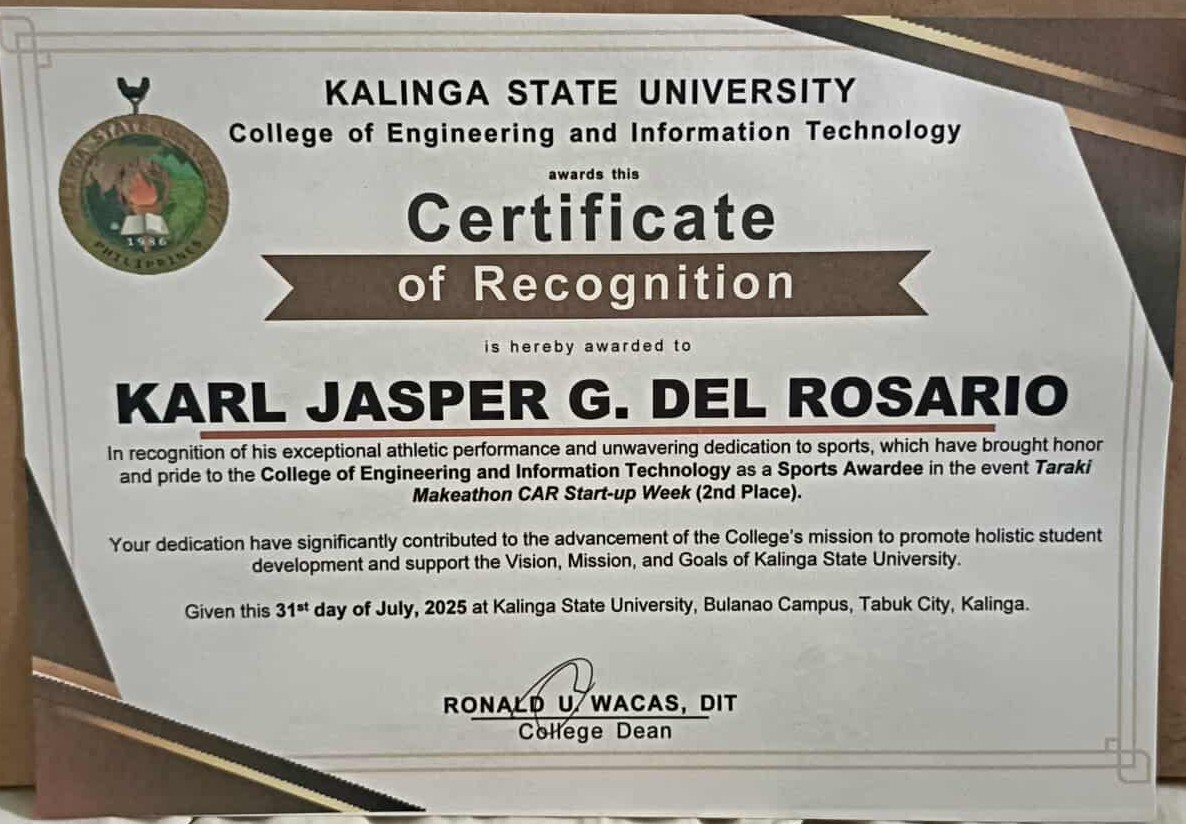 KALINGA STATE UNIVERSITY
College of Engineering and Information Technology
awards this
Certificate
of Recognition
is hereby awarded to
KARL JASPER G. DEL ROSARIO
In recognition of his exceptional athletic performance and unwavering dedication to sports, which have brought honor
and pride to the College of Engineering and Information Technology as a Sports Awardee in the event Taraki
Makeathon CAR Start-up Week (2nd Place).
Your dedication have significantly contributed to the advancement of the College's mission to promote holistic student
development and support the Vision, Mission, and Goals of Kalinga State University.
Given this 31st day of July, 2025 at Kalinga State University, Bulanao Campus, Tabuk City, Kalinga.
RONALD U. WACAS, DIT
College Dean
KALINGA STATE UNIVERSITY
1986
PHILIPPINES